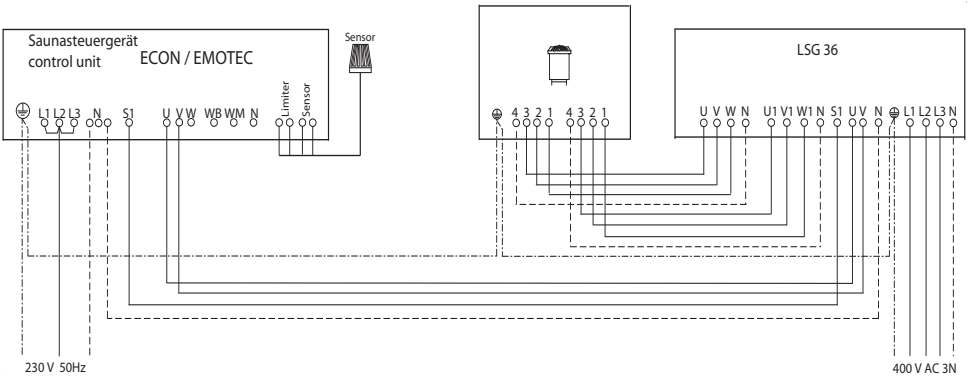 Saunasteuergerät
control unit ECON / EMOTEC
L1 L2 L3 N S1 U V W WB WM N Limiter Sensor
Sensor
4 3 2 1 4 3 2 1
LSG 36
U V W N U1 V1 W1 N S1 U V N L1 L2 L3 N
230 V 50Hz
400 V AC 3N